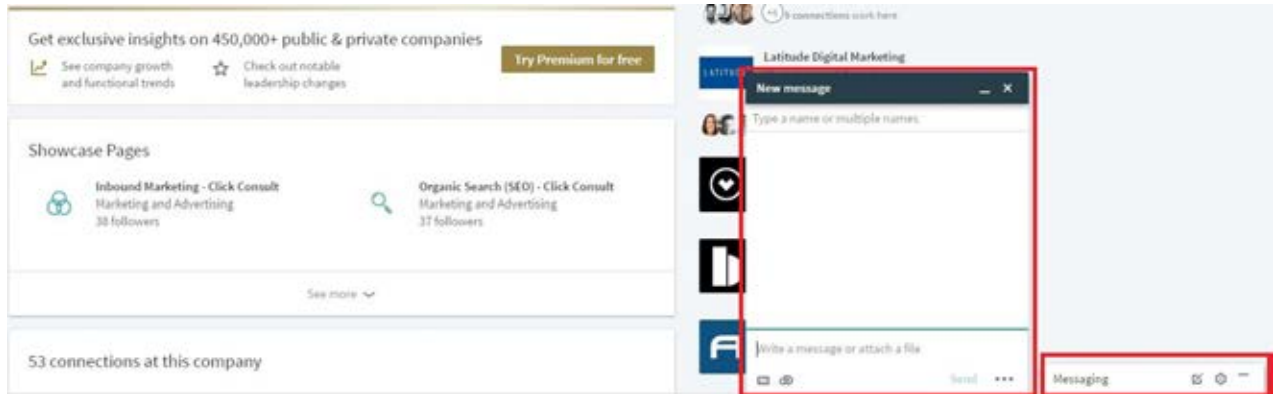 Get exclusive insights on 450,000+ public & private companies
See company growth
and functional trends
Check out notable
leadership changes
Try Premium for free
Showcase Pages
Inbound Marketing - Click Consult
Marketing and Advertising
38 followers
Organic Search (SEO) - Click Consult
Marketing and Advertising
37 followers
See more
53 connections at this company
9 connections work here
Latitude Digital Marketing
New message
Type a name or multiple names
Write a message or attach a file
Send
Messaging